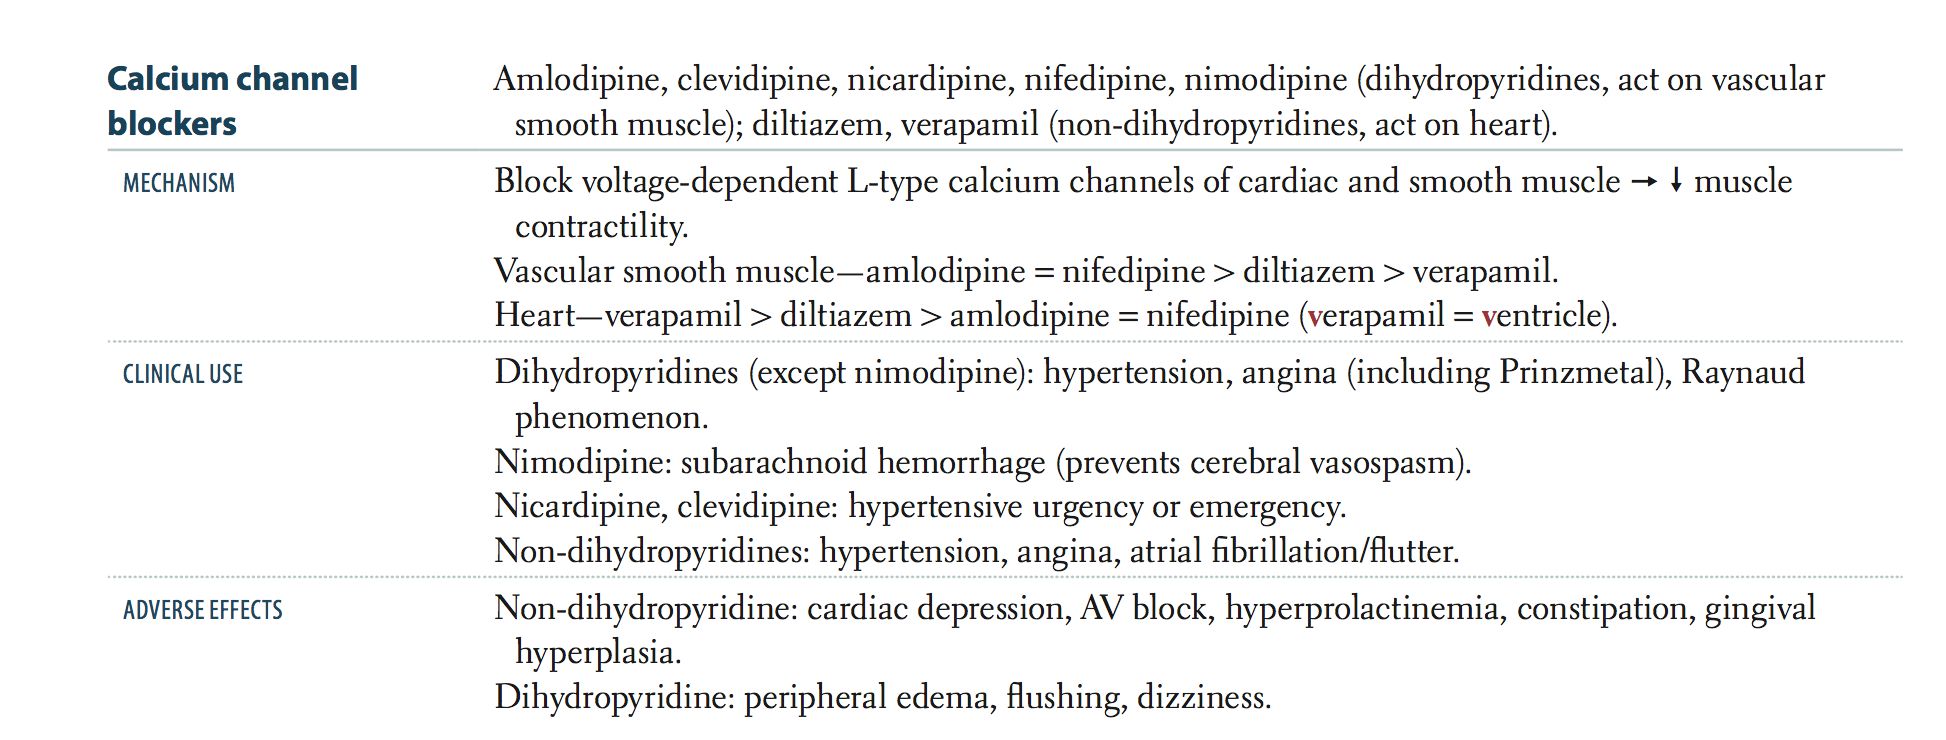 Calcium channel
blockers
Amlodipine, clevidipine, nicardipine, nifedipine, nimodipine (dihydropyridines, act on vascular
smooth muscle); diltiazem, verapamil (non-dihydropyridines, act on heart).
MECHANISM
Block voltage-dependent L-type calcium channels of cardiac and smooth muscle → ↓ muscle
contractility.
Vascular smooth muscle—amlodipine = nifedipine > diltiazem > verapamil.
Heart—verapamil > diltiazem > amlodipine = nifedipine (verapamil = ventricle).
CLINICAL USE
Dihydropyridines (except nimodipine): hypertension, angina (including Prinzmetal), Raynaud
phenomenon.
Nimodipine: subarachnoid hemorrhage (prevents cerebral vasospasm).
Nicardipine, clevidipine: hypertensive urgency or emergency.
Non-dihydropyridines: hypertension, angina, atrial fibrillation/flutter.
ADVERSE EFFECTS
Non-dihydropyridine: cardiac depression, AV block, hyperprolactinemia, constipation, gingival
hyperplasia.
Dihydropyridine: peripheral edema, flushing, dizziness.